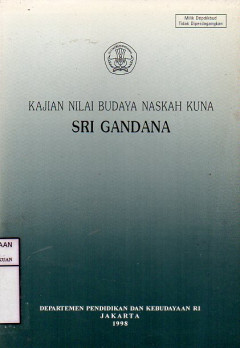 Milik Depdikbud
Tidak Diperdagangkan
KAJIAN NILAI BUDAYA NASKAH KUNA
SRI GANDANA
DEPARTEMEN PENDIDIKAN DAN KEBUDAYAAN RI
JAKARTA
1998